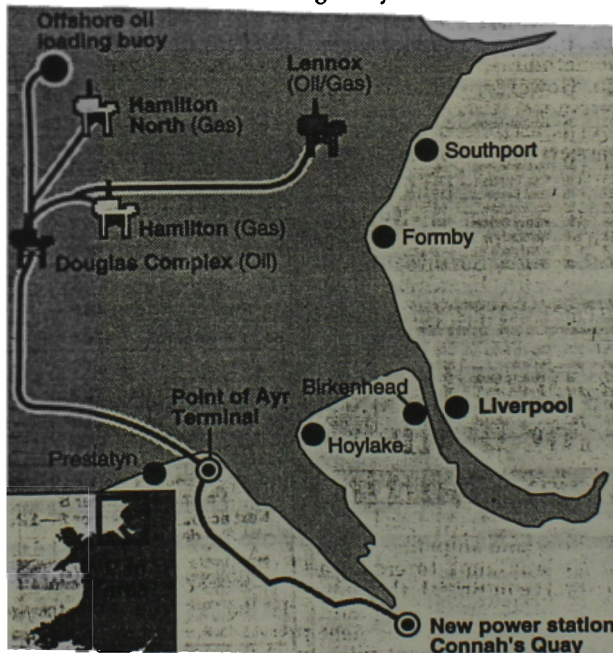 Offshore oil
loading buoy
Lennox
(Oil/Gas)
Hamilton
North (Gas)
Southport
Hamilton (Gas)
Formby
Douglas Complex (Oil)
Point of Ayr
Terminal
Birkenhead
Liverpool
Hoylake
Prestatyn
New power station
Connah's Quay